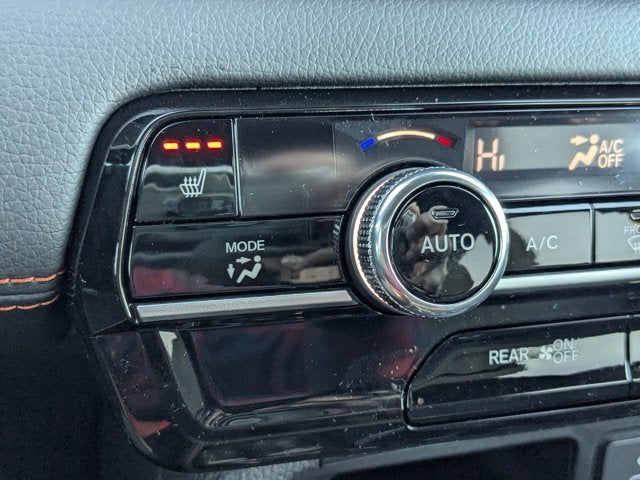 Hi
A/C
OFF
MODE
AUTO
A/C
REAR ON/
OFF